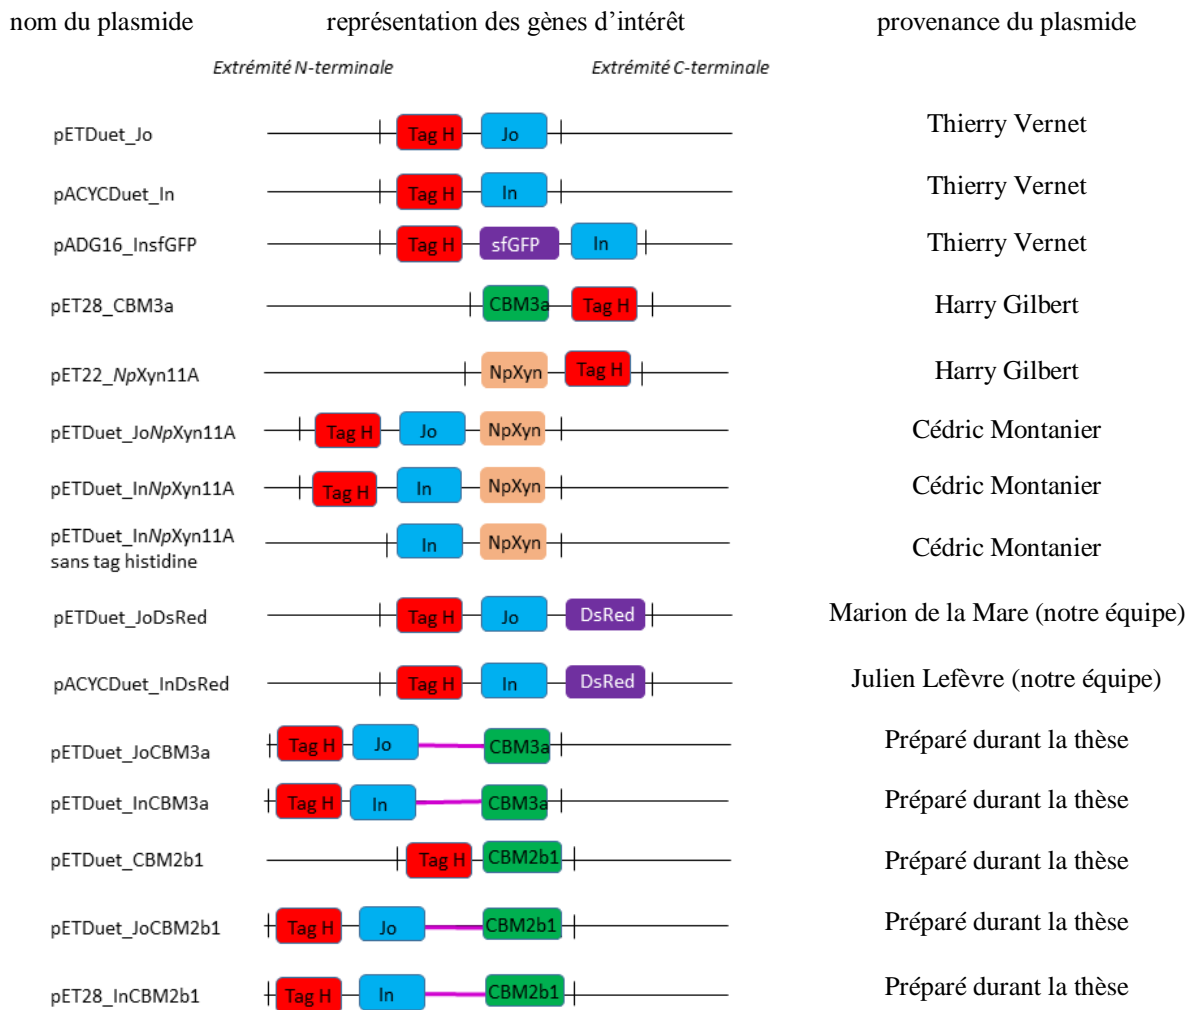 nom du plasmide représentation des gènes d’intérêt provenance du plasmide
Extrémité N-terminale Extrémité C-terminale
pETDuet_Jo Tag H Jo Thierry Vernet
pACYCDuet_In Tag H In Thierry Vernet
pADG16_InsfGFP Tag H sfGFP In Thierry Vernet
pET28_CBM3a CBM3a Tag H Harry Gilbert
pET22_NpXyn11A NpXyn Tag H Harry Gilbert
pETDuet_JoNpXyn11A Tag H Jo NpXyn Cédric Montanier
pETDuet_InNpXyn11A Tag H In NpXyn Cédric Montanier
pETDuet_InNpXyn11A
sans tag histidine In NpXyn Cédric Montanier
pETDuet_JoDsRed Tag H Jo DsRed Marion de la Mare (notre équipe)
pACYCDuet_InDsRed Tag H In DsRed Julien Lefèvre (notre équipe)
pETDuet_JoCBM3a Tag H Jo CBM3a Préparé durant la thèse
pETDuet_InCBM3a Tag H In CBM3a Préparé durant la thèse
pETDuet_CBM2b1 Tag H CBM2b1 Préparé durant la thèse
pETDuet_JoCBM2b1 Tag H Jo CBM2b1 Préparé durant la thèse
pET28_InCBM2b1 Tag H In CBM2b1 Préparé durant la thèse